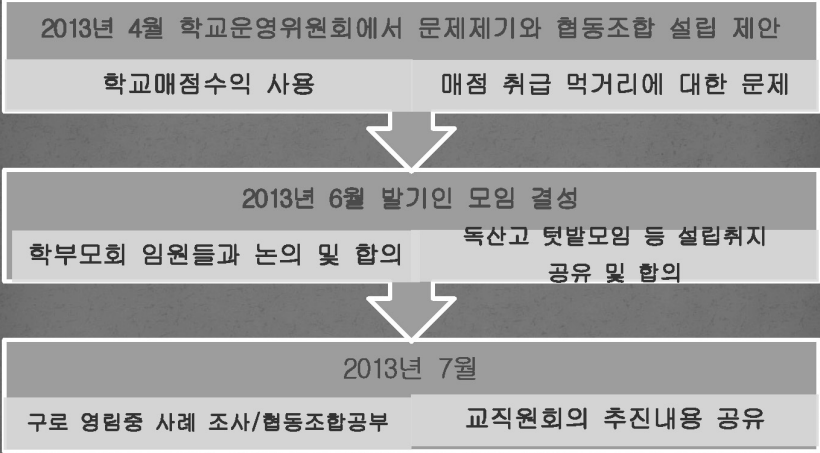 2013년 4월 학교운영위원회에서 문제제기와 협동조합 설립 제안
학교매점수익 사용
매점 취급 먹거리에 대한 문제
2013년 6월 발기인 모임 결성
학부모회 임원들과 논의 및 합의
독산고 텃밭모임 등 설립취지
공유 및 합의
2013년 7월
구로 영림중 사례 조사/협동조합공부
교직원회의 추진내용 공유